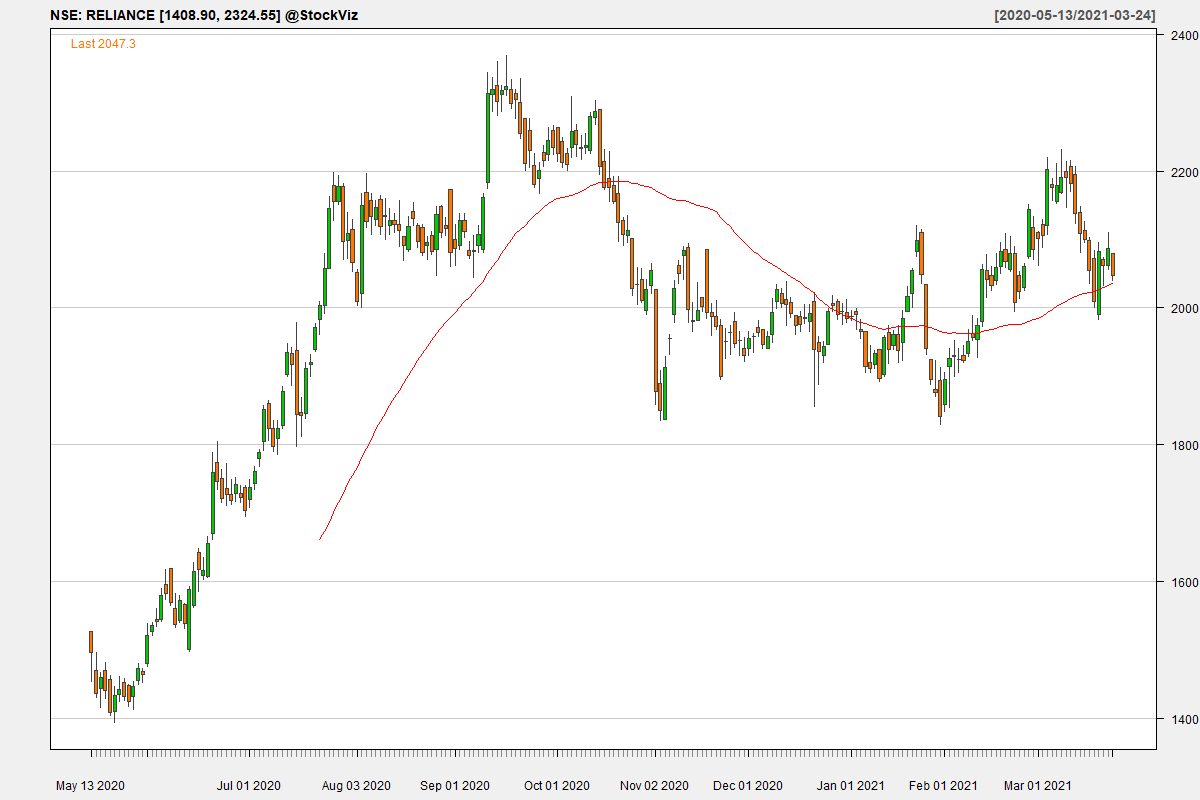 NSE: RELIANCE [1408.90, 2324.55] @StockViz
[2020-05-13/2021-03-24]
Last 2047.3
2400
2200
2000
1800
1600
1400
May 13 2020 Jul 01 2020 Aug 03 2020 Sep 01 2020 Oct 01 2020 Nov 02 2020 Dec 01 2020 Jan 01 2021 Feb 01 2021 Mar 01 2021